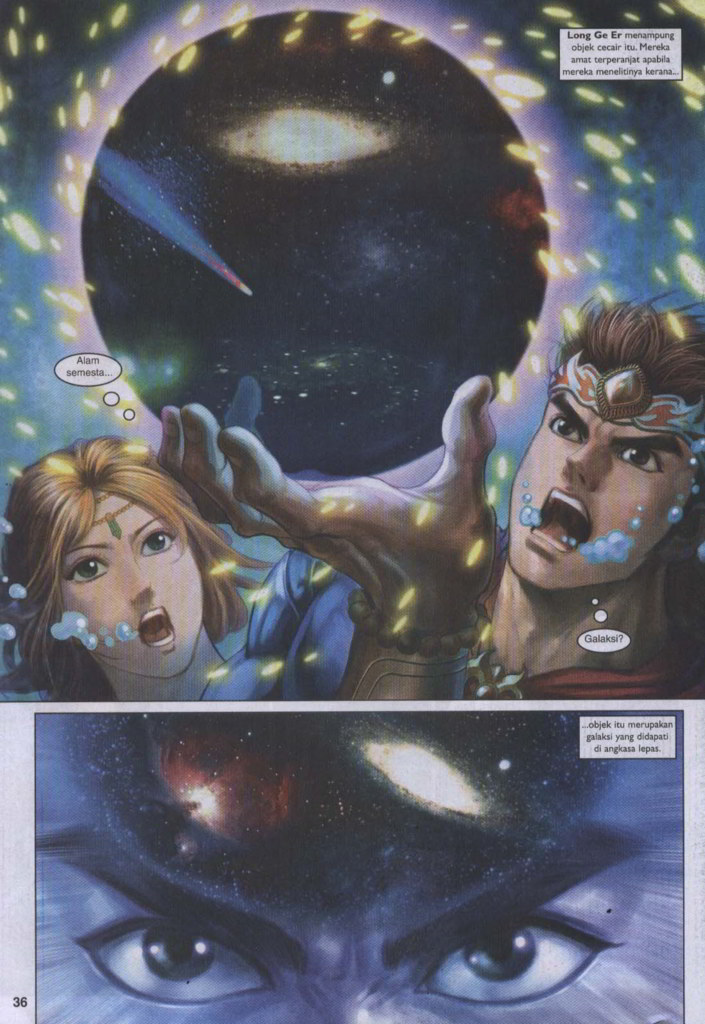 Long Ge Er menampung
objek cecair itu. Mereka
amat terperanjat apabila
mereka menelitinya kerana...
Alam
semesta...
Galaksi?
...objek itu merupakan
galaksi yang didapati
di angkasa lepas.
36